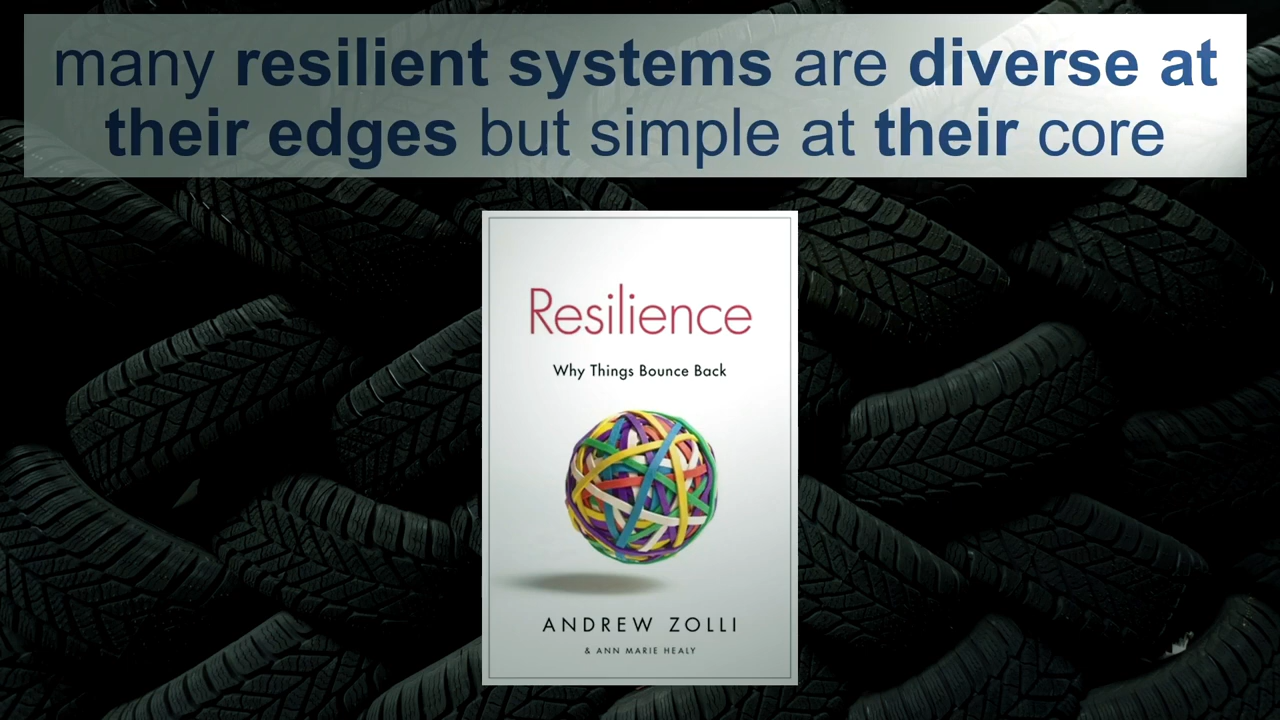 many resilient systems are diverse at
their edges but simple at their core
Resilience
Why Things Bounce Back
ANDREW ZOLLI
& ANN MARIE HEALY